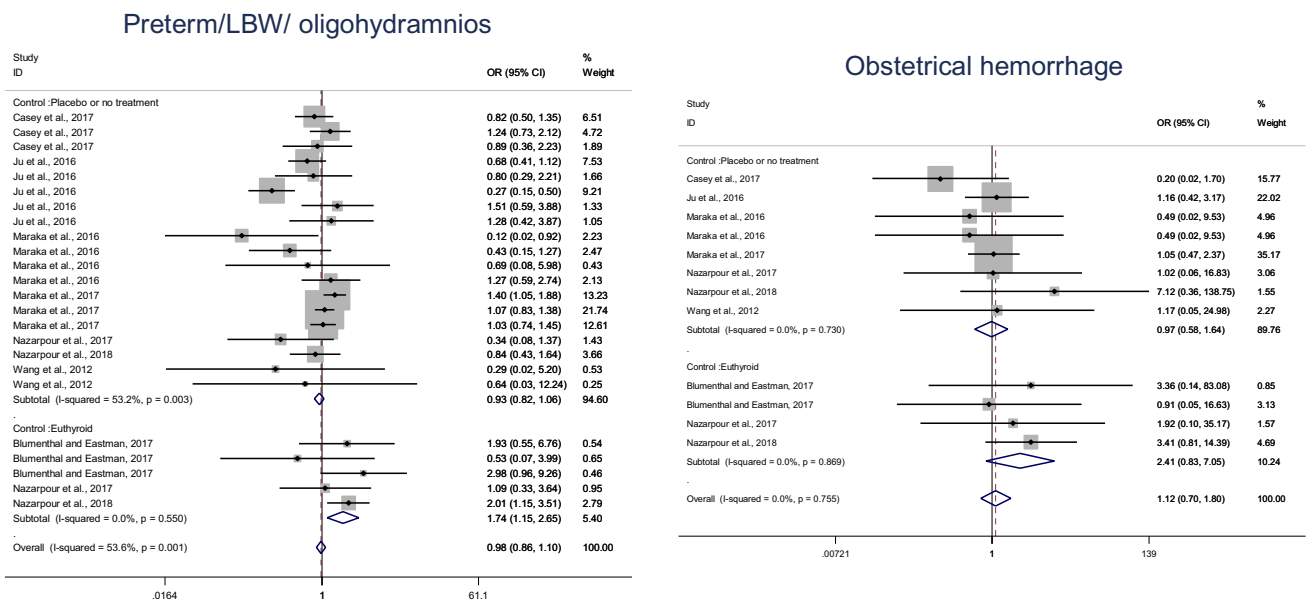 Preterm/LBW/ oligohydramnios
Study %
ID OR (95% CI) Weight
Control :Placebo or no treatment
Casey et al., 2017 0.82 (0.50, 1.35) 6.51
Casey et al., 2017 1.24 (0.73, 2.12) 4.72
Casey et al., 2017 0.89 (0.36, 2.23) 1.89
Ju et al., 2016 0.68 (0.41, 1.12) 7.53
Ju et al., 2016 0.80 (0.29, 2.21) 1.66
Ju et al., 2016 0.27 (0.15, 0.50) 9.21
Ju et al., 2016 1.51 (0.59, 3.88) 1.33
Ju et al., 2016 1.28 (0.42, 3.87) 1.05
Maraka et al., 2016 0.12 (0.02, 0.92) 2.23
Maraka et al., 2016 0.43 (0.15, 1.27) 2.47
Maraka et al., 2016 0.69 (0.08, 5.98) 0.43
Maraka et al., 2016 1.27 (0.59, 2.74) 2.13
Maraka et al., 2017 1.40 (1.05, 1.88) 13.23
Maraka et al., 2017 1.07 (0.83, 1.38) 21.74
Maraka et al., 2017 1.03 (0.74, 1.45) 12.61
Nazarpour et al., 2017 0.34 (0.08, 1.37) 1.43
Nazarpour et al., 2018 0.84 (0.43, 1.64) 3.66
Wang et al., 2012 0.29 (0.02, 5.20) 0.53
Wang et al., 2012 0.64 (0.03, 12.24) 0.25
Subtotal (I-squared = 53.2%, p = 0.003) 0.93 (0.82, 1.06) 94.60
.
Control :Euthyroid
Blumenthal and Eastman, 2017 1.93 (0.55, 6.76) 0.54
Blumenthal and Eastman, 2017 0.53 (0.07, 3.99) 0.65
Blumenthal and Eastman, 2017 2.98 (0.96, 9.26) 0.46
Nazarpour et al., 2017 1.09 (0.33, 3.64) 0.95
Nazarpour et al., 2018 2.01 (1.15, 3.51) 2.79
Subtotal (I-squared = 0.0%, p = 0.550) 1.74 (1.15, 2.65) 5.40
.
Overall (I-squared = 53.6%, p = 0.001) 0.98 (0.86, 1.10) 100.00
.0164 1 61.1
Obstetrical hemorrhage
Study %
ID OR (95% CI) Weight
Control :Placebo or no treatment
Casey et al., 2017 0.20 (0.02, 1.70) 15.77
Ju et al., 2016 1.16 (0.42, 3.17) 22.02
Maraka et al., 2016 0.49 (0.02, 9.53) 4.96
Maraka et al., 2016 0.49 (0.02, 9.53) 4.96
Maraka et al., 2017 1.05 (0.47, 2.37) 35.17
Nazarpour et al., 2017 1.02 (0.06, 16.83) 3.06
Nazarpour et al., 2018 7.12 (0.36, 138.75) 1.55
Wang et al., 2012 1.17 (0.05, 24.98) 2.27
Subtotal (I-squared = 0.0%, p = 0.730) 0.97 (0.58, 1.64) 89.76
.
Control :Euthyroid
Blumenthal and Eastman, 2017 3.36 (0.14, 83.08) 0.85
Blumenthal and Eastman, 2017 0.91 (0.05, 16.63) 3.13
Nazarpour et al., 2017 1.92 (0.10, 35.17) 1.57
Nazarpour et al., 2018 3.41 (0.81, 14.39) 4.69
Subtotal (I-squared = 0.0%, p = 0.869) 2.41 (0.83, 7.05) 10.24
.
Overall (I-squared = 0.0%, p = 0.755) 1.12 (0.70, 1.80) 100.00
.00721 1 139